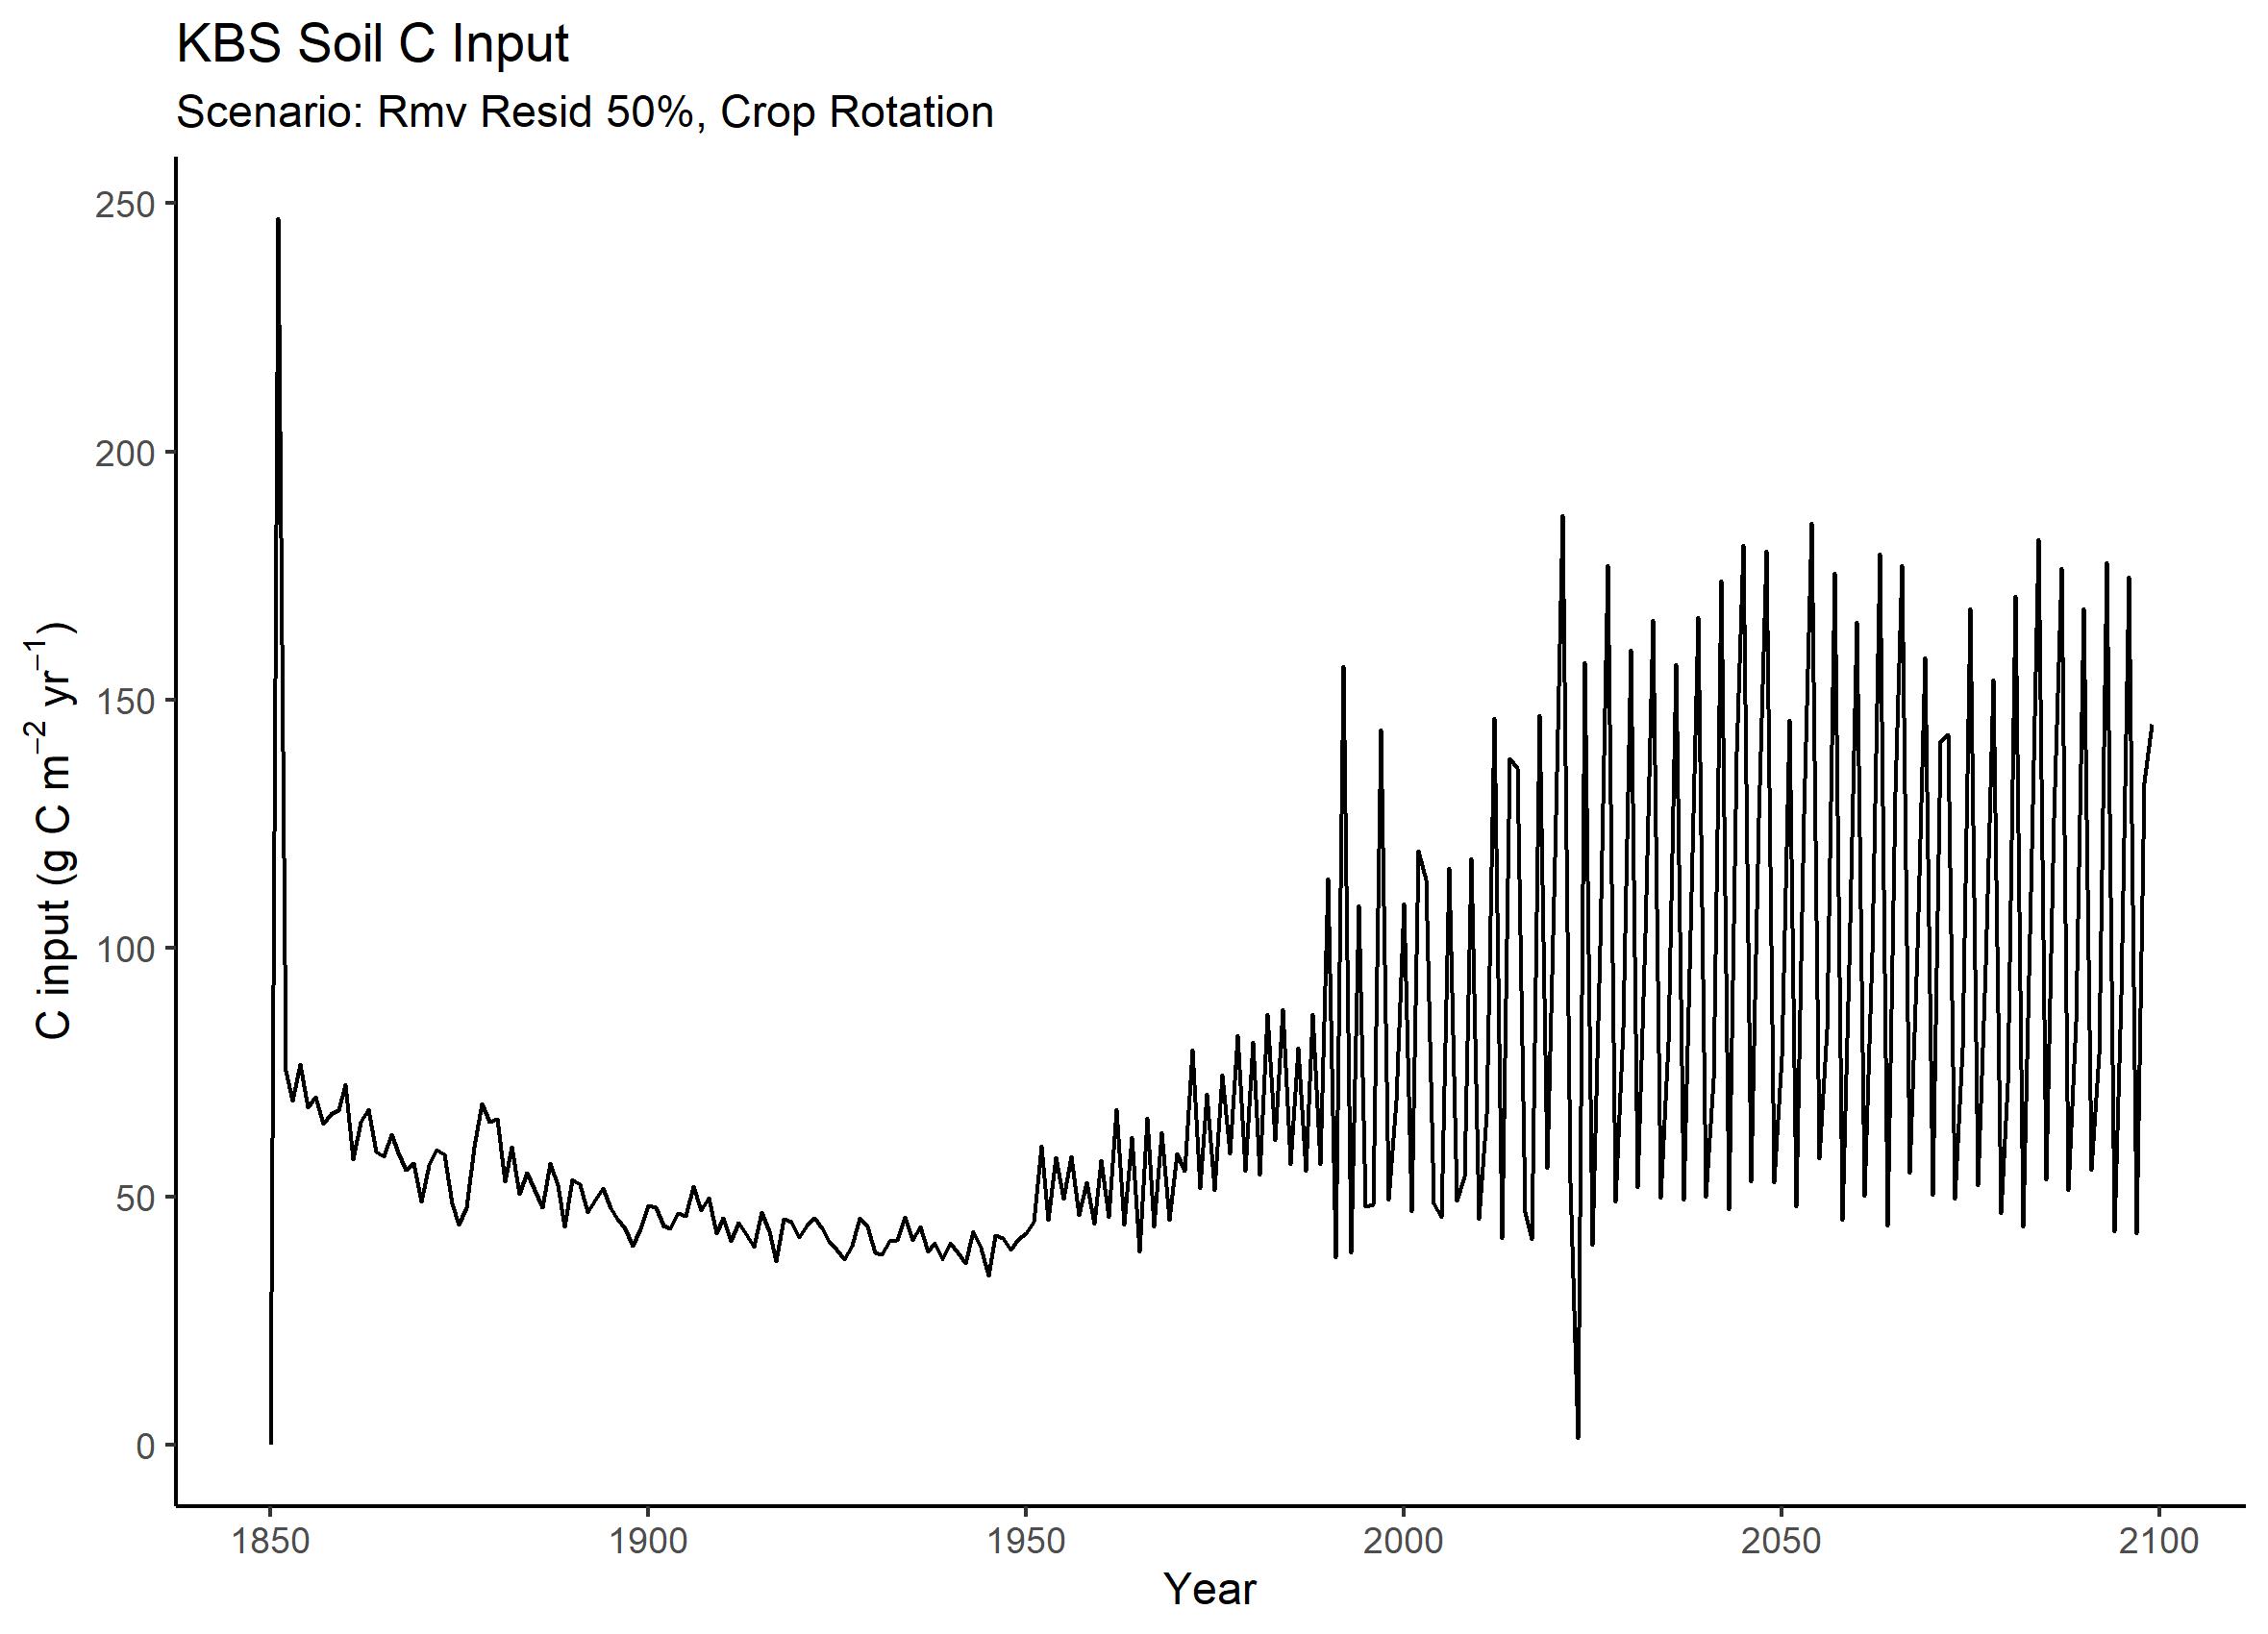 KBS Soil C Input
Scenario: Rmv Resid 50%, Crop Rotation
C input (g C m⁻² yr⁻¹)
250
200
150
100
50
0
1850 1900 1950 2000 2050 2100
Year